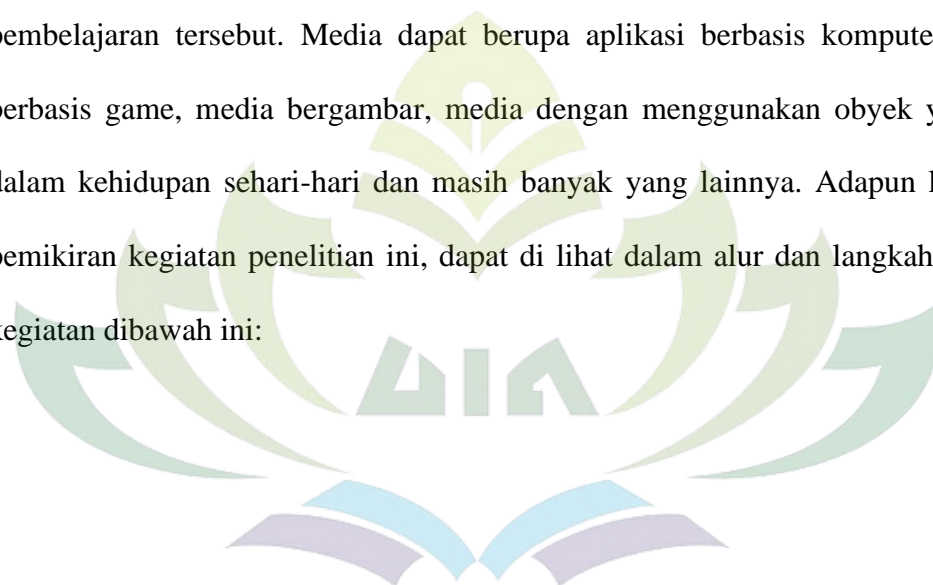 pembelajaran tersebut. Media dapat berupa aplikasi berbasis
berbasis game, media bergambar, media dengan menggunakan obyek
dalam kehidupan sehari-hari dan masih banyak yang lainnya. Adapun
pemikiran kegiatan penelitian ini, dapat di lihat dalam alur dan
kegiatan dibawah ini:
UIN